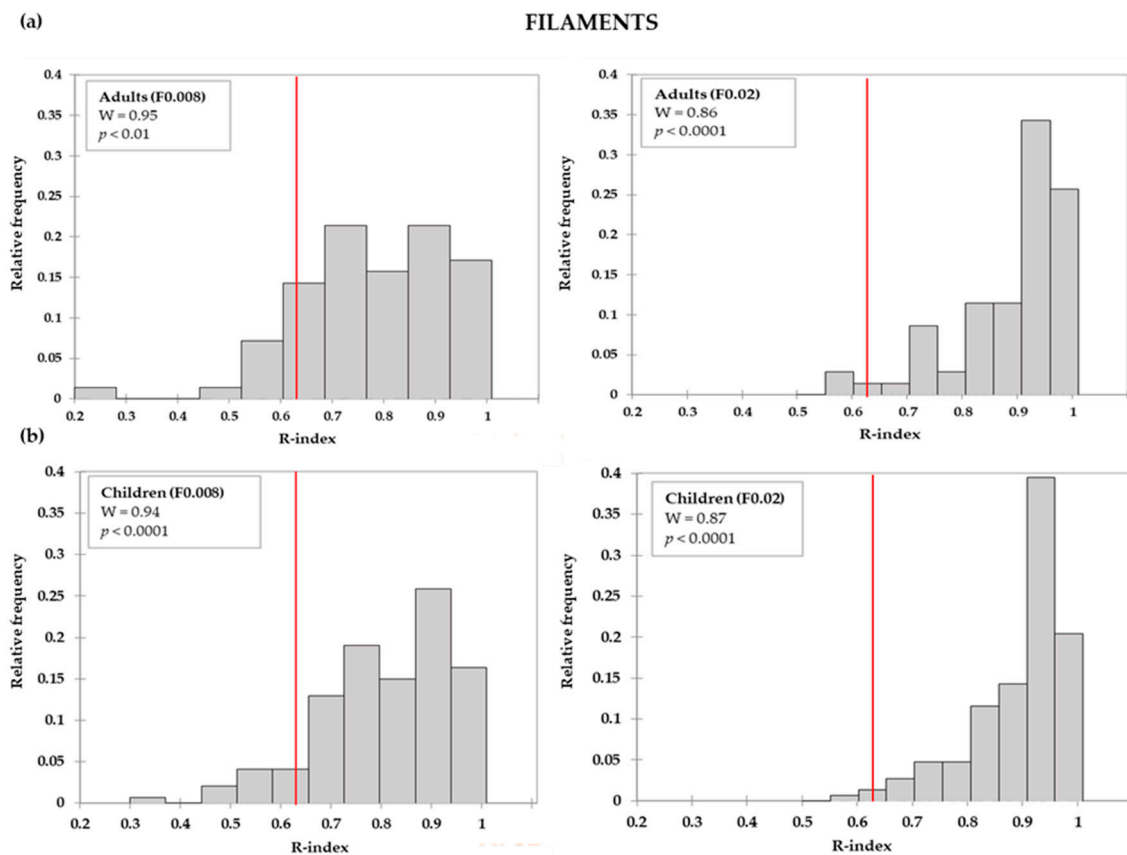 (a)
FILAMENTS
Adults (F0.008)
W = 0.95
p < 0.01
Relative frequency
0.4
0.35
0.3
0.25
0.2
0.15
0.1
0.05
0
0.2 0.3 0.4 0.5 0.6 0.7 0.8 0.9 1
R-index
Adults (F0.02)
W = 0.86
p < 0.0001
Relative frequency
0.4
0.35
0.3
0.25
0.2
0.15
0.1
0.05
0
0.2 0.3 0.4 0.5 0.6 0.7 0.8 0.9 1
R-index
(b)
Children (F0.008)
W = 0.94
p < 0.0001
Relative frequency
0.4
0.35
0.3
0.25
0.2
0.15
0.1
0.05
0
0.2 0.3 0.4 0.5 0.6 0.7 0.8 0.9 1
R-index
Children (F0.02)
W = 0.87
p < 0.0001
Relative frequency
0.4
0.35
0.3
0.25
0.2
0.15
0.1
0.05
0
0.2 0.3 0.4 0.5 0.6 0.7 0.8 0.9 1
R-index